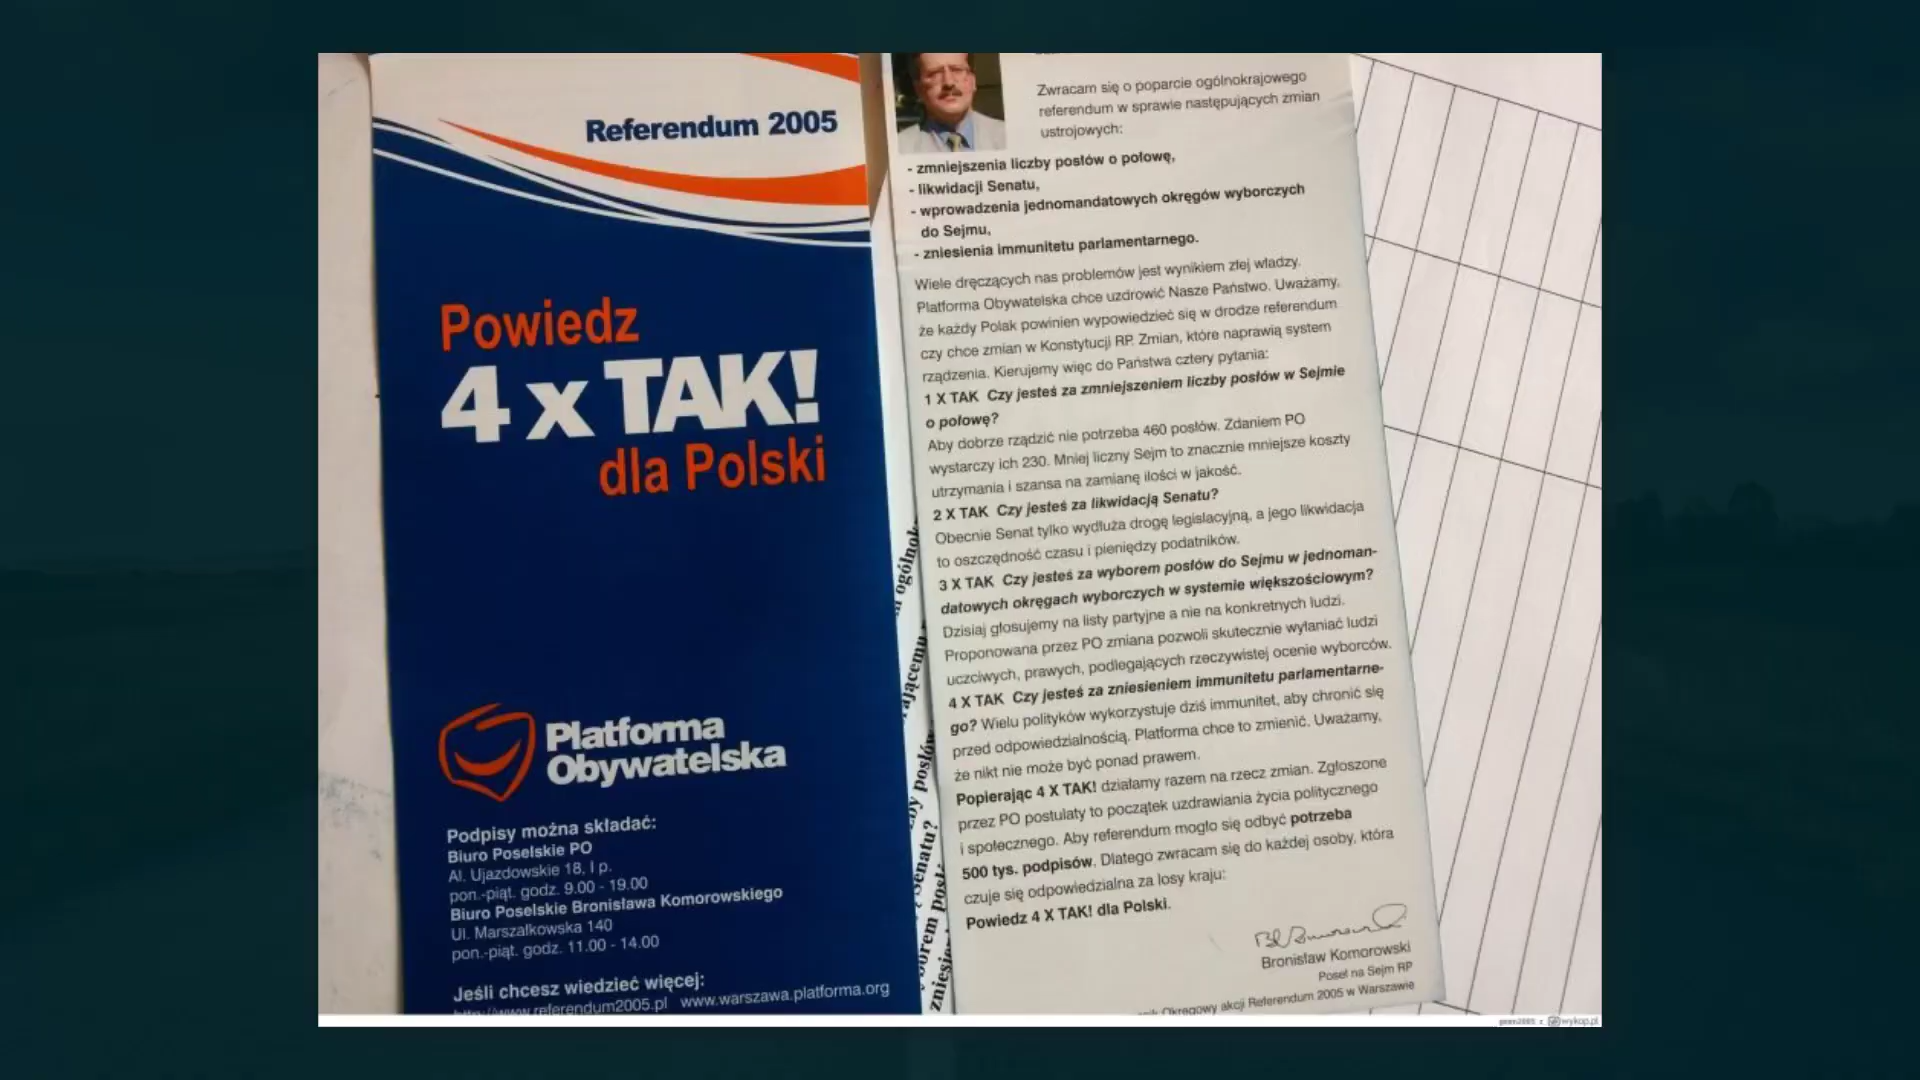 Referendum 2005
Powiedz
4 x TAK!
dla Polski
Platforma
Obywatelska
Podpisy można składać:
Biuro Poselskie PO
Al. Ujazdowskie 18, I p.
pon.-piąt. godz. 9.00 - 19.00
Biuro Poselskie Bronisława Komorowskiego
Ul. Marszałkowska 140
pon.-piąt. godz. 11.00 - 14.00
Jeśli chcesz wiedzieć więcej:
http://www.referendum2005.pl www.warszawa.platforma.org
Zwracam się o poparcie ogólnokrajowego
referendum w sprawie następujących zmian
ustrojowych:
- zmniejszenia liczby posłów o połowę,
- likwidacji Senatu,
- wprowadzenia jednomandatowych okręgów wyborczych
do Sejmu,
- zniesienia immunitetu parlamentarnego.
Wiele dręczących nas problemów jest wynikiem złej władzy.
Platforma Obywatelska chce uzdrowić Nasze Państwo. Uważamy,
że każdy Polak powinien wypowiedzieć się w drodze referendum
czy chce zmian w Konstytucji RP. Zmian, które naprawią system
rządzenia. Kierujemy więc do Państwa cztery pytania:
1 X TAK Czy jesteś za zmniejszeniem liczby posłów w Sejmie
o połowę?
Aby dobrze rządzić nie potrzeba 460 posłów. Zdaniem PO
wystarczy ich 230. Mniej liczny Sejm to znacznie mniejsze koszty
utrzymania i szansa na zamianę ilości w jakość.
2 X TAK Czy jesteś za likwidacją Senatu?
Obecnie Senat tylko wydłuża drogę legislacyjną, a jego likwidacja
to oszczędność czasu i pieniędzy podatników.
3 X TAK Czy jesteś za wyborem posłów do Sejmu w jednoman-
datowych okręgach wyborczych w systemie większościowym?
Dzisiaj głosujemy na listy partyjne a nie na konkretnych ludzi.
Proponowana przez PO zmiana pozwoli skutecznie wyłaniać ludzi
uczciwych, prawych, podlegających rzeczywistej ocenie wyborców.
4 X TAK Czy jesteś za zniesieniem immunitetu parlamentarne-
go? Wielu polityków wykorzystuje dziś immunitet, aby chronić się
przed odpowiedzialnością. Platforma chce to zmienić. Uważamy,
że nikt nie może być ponad prawem.
Popierając 4 X TAK! działamy razem na rzecz zmian. Zgłoszone
przez PO postulaty to początek uzdrawiania życia politycznego
i społecznego. Aby referendum mogło się odbyć potrzeba
500 tys. podpisów. Dlatego zwracam się do każdej osoby, która
czuje się odpowiedzialna za losy kraju:
Powiedz 4 X TAK! dla Polski.
Bronisław Komorowski
Poseł na Sejm RP
Okręgowy akcji Referendum 2005 w Warszawie
wykop.pl